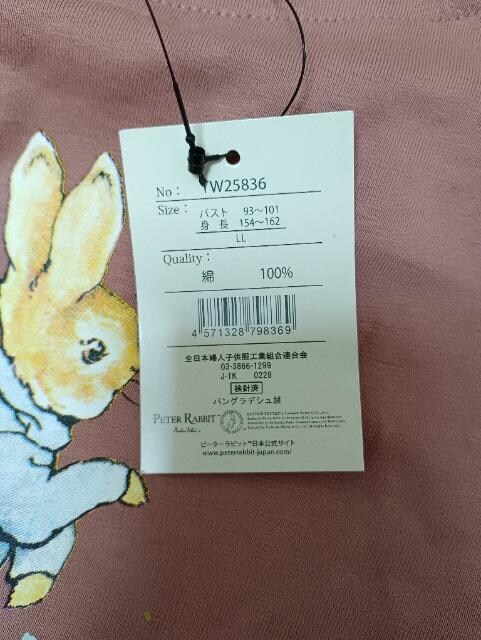 No: TW25836
Size: バスト 93～101
身長 154～162
LL
Quality:
綿 100%
4 571328 798369
全日本婦人子供服工業組合連合会
03-3866-1299
J-TK 0228
検針済
バングラデシュ製
PETER RABBIT
ピーターラビット™日本公式サイト
www.peterrabbit-japan.com/